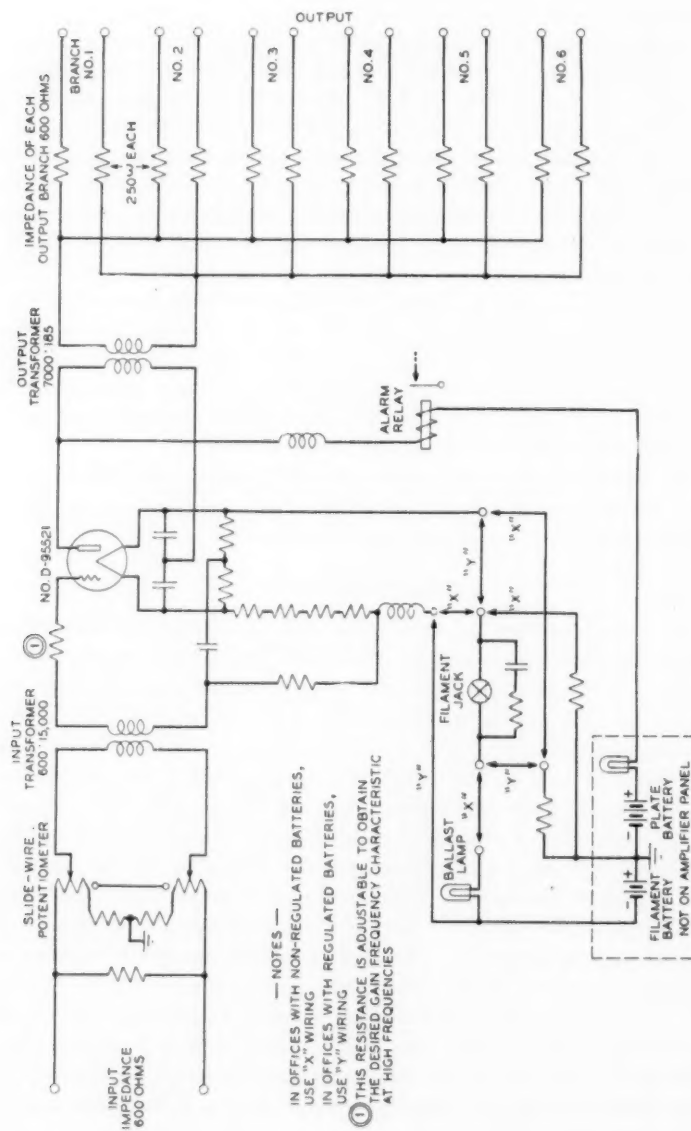 OUTPUT
IMPEDANCE OF EACH
OUTPUT BRANCH 600 OHMS
BRANCH
NO. 1
250ω EACH
NO. 2
NO. 3
NO. 4
NO. 5
NO. 6
OUTPUT
TRANSFORMER
7000 : 185
ALARM
RELAY
NO. D-95521
1
INPUT
TRANSFORMER
600 : 15,000
SLIDE-WIRE
POTENTIOMETER
INPUT
IMPEDANCE
600 OHMS
"X"
"Y"
"X"
"X"
FILAMENT
JACK
"Y"
"Y"
"X"
BALLAST
LAMP
— NOTES —
IN OFFICES WITH NON-REGULATED BATTERIES,
USE "X" WIRING
IN OFFICES WITH REGULATED BATTERIES,
USE "Y" WIRING
1 THIS RESISTANCE IS ADJUSTABLE TO OBTAIN
THE DESIRED GAIN FREQUENCY CHARACTERISTIC
AT HIGH FREQUENCIES
- + - +
FILAMENT
BATTERY
PLATE
BATTERY
NOT ON AMPLIFIER PANEL